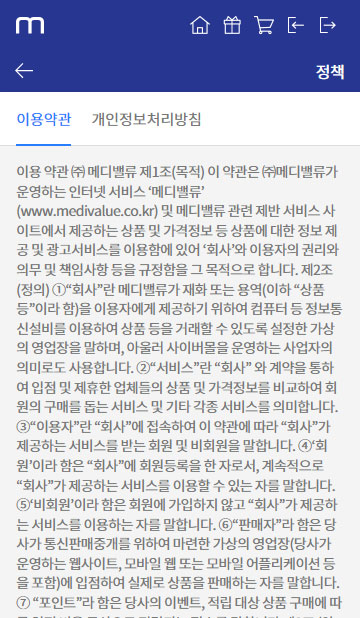 m
정책
이용약관 개인정보처리방침
이용 약관 ㈜ 메디밸류 제1조(목적) 이 약관은 ㈜메디밸류가
운영하는 인터넷 서비스 ‘메디밸류’
(www.medivalue.co.kr) 및 메디밸류 관련 제반 서비스 사
이트에서 제공하는 상품 및 가격정보 등 상품에 대한 정보 제
공 및 광고서비스를 이용함에 있어 ‘회사’와 이용자의 권리와
의무 및 책임사항 등을 규정함을 그 목적으로 합니다. 제2조
(정의) ①“회사”란 메디밸류가 재화 또는 용역(이하 “상품
등”이라 함)을 이용자에게 제공하기 위하여 컴퓨터 등 정보통
신설비를 이용하여 상품 등을 거래할 수 있도록 설정한 가상
의 영업장을 말하며, 아울러 사이버몰을 운영하는 사업자의
의미로도 사용합니다. ②“서비스”란 “회사” 와 계약을 통하
여 입점 및 제휴한 업체들의 상품 및 가격정보를 비교하여 회
원의 구매를 돕는 서비스 및 기타 각종 서비스를 의미합니다.
③“이용자”란 “회사”에 접속하여 이 약관에 따라 “회사”가
제공하는 서비스를 받는 회원 및 비회원을 말합니다. ④‘회
원’이라 함은 “회사”에 회원등록을 한 자로서, 계속적으로
“회사”가 제공하는 서비스를 이용할 수 있는 자를 말합니다.
⑤‘비회원’이라 함은 회원에 가입하지 않고 “회사”가 제공하
는 서비스를 이용하는 자를 말합니다. ⑥“판매자”라 함은 당
사가 통신판매중개를 위하여 마련한 가상의 영업장(당사가
운영하는 웹사이트, 모바일 웹 또는 모바일 어플리케이션 등
을 포함)에 입점하여 실제로 상품을 판매하는 자를 말합니다.
⑦ “포인트”라 함은 당사의 이벤트, 적립 대상 상품 구매에 따